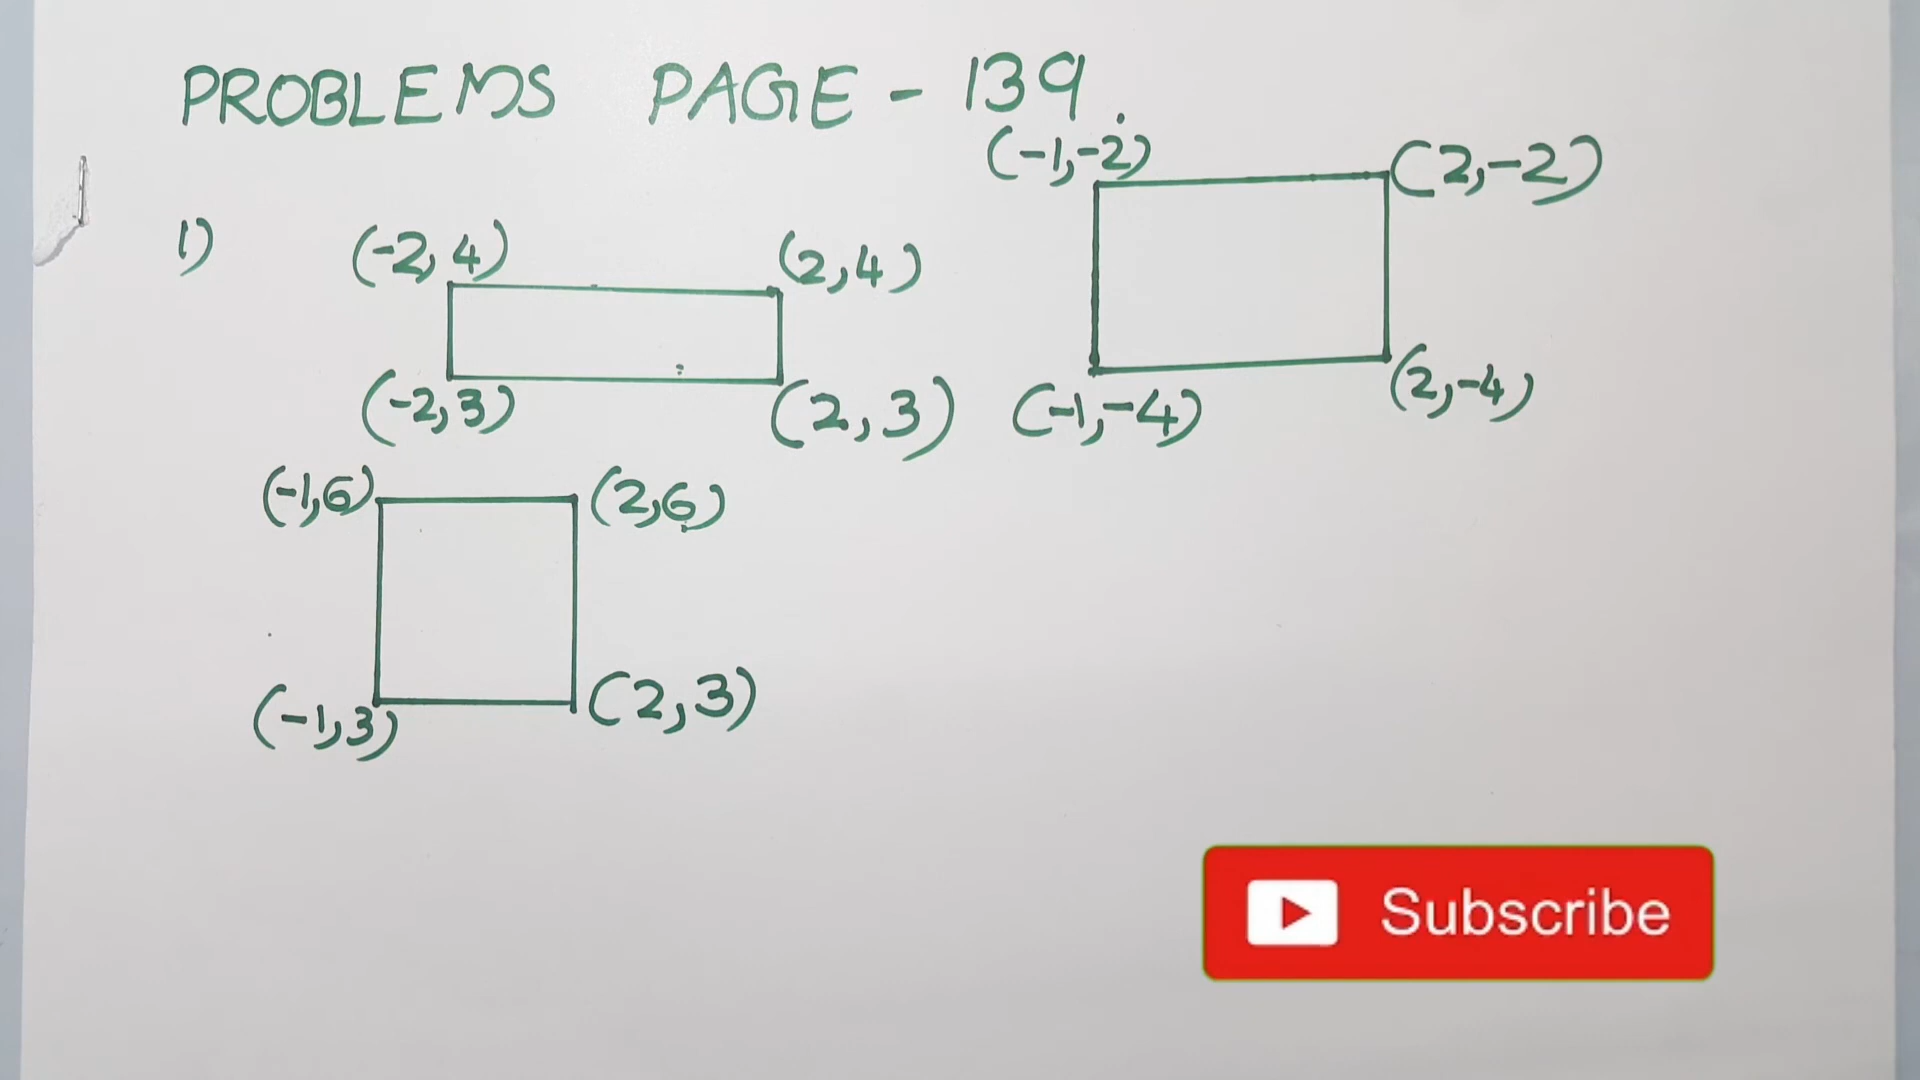 PROBLEMS PAGE - 139.
1)
(-2, 4) (2, 4)
(-2, 3) (2, 3)
(-1, -2) (2, -2)
(-1, -4) (2, -4)
(-1, 6) (2, 6)
(-1, 3) (2, 3)
Subscribe